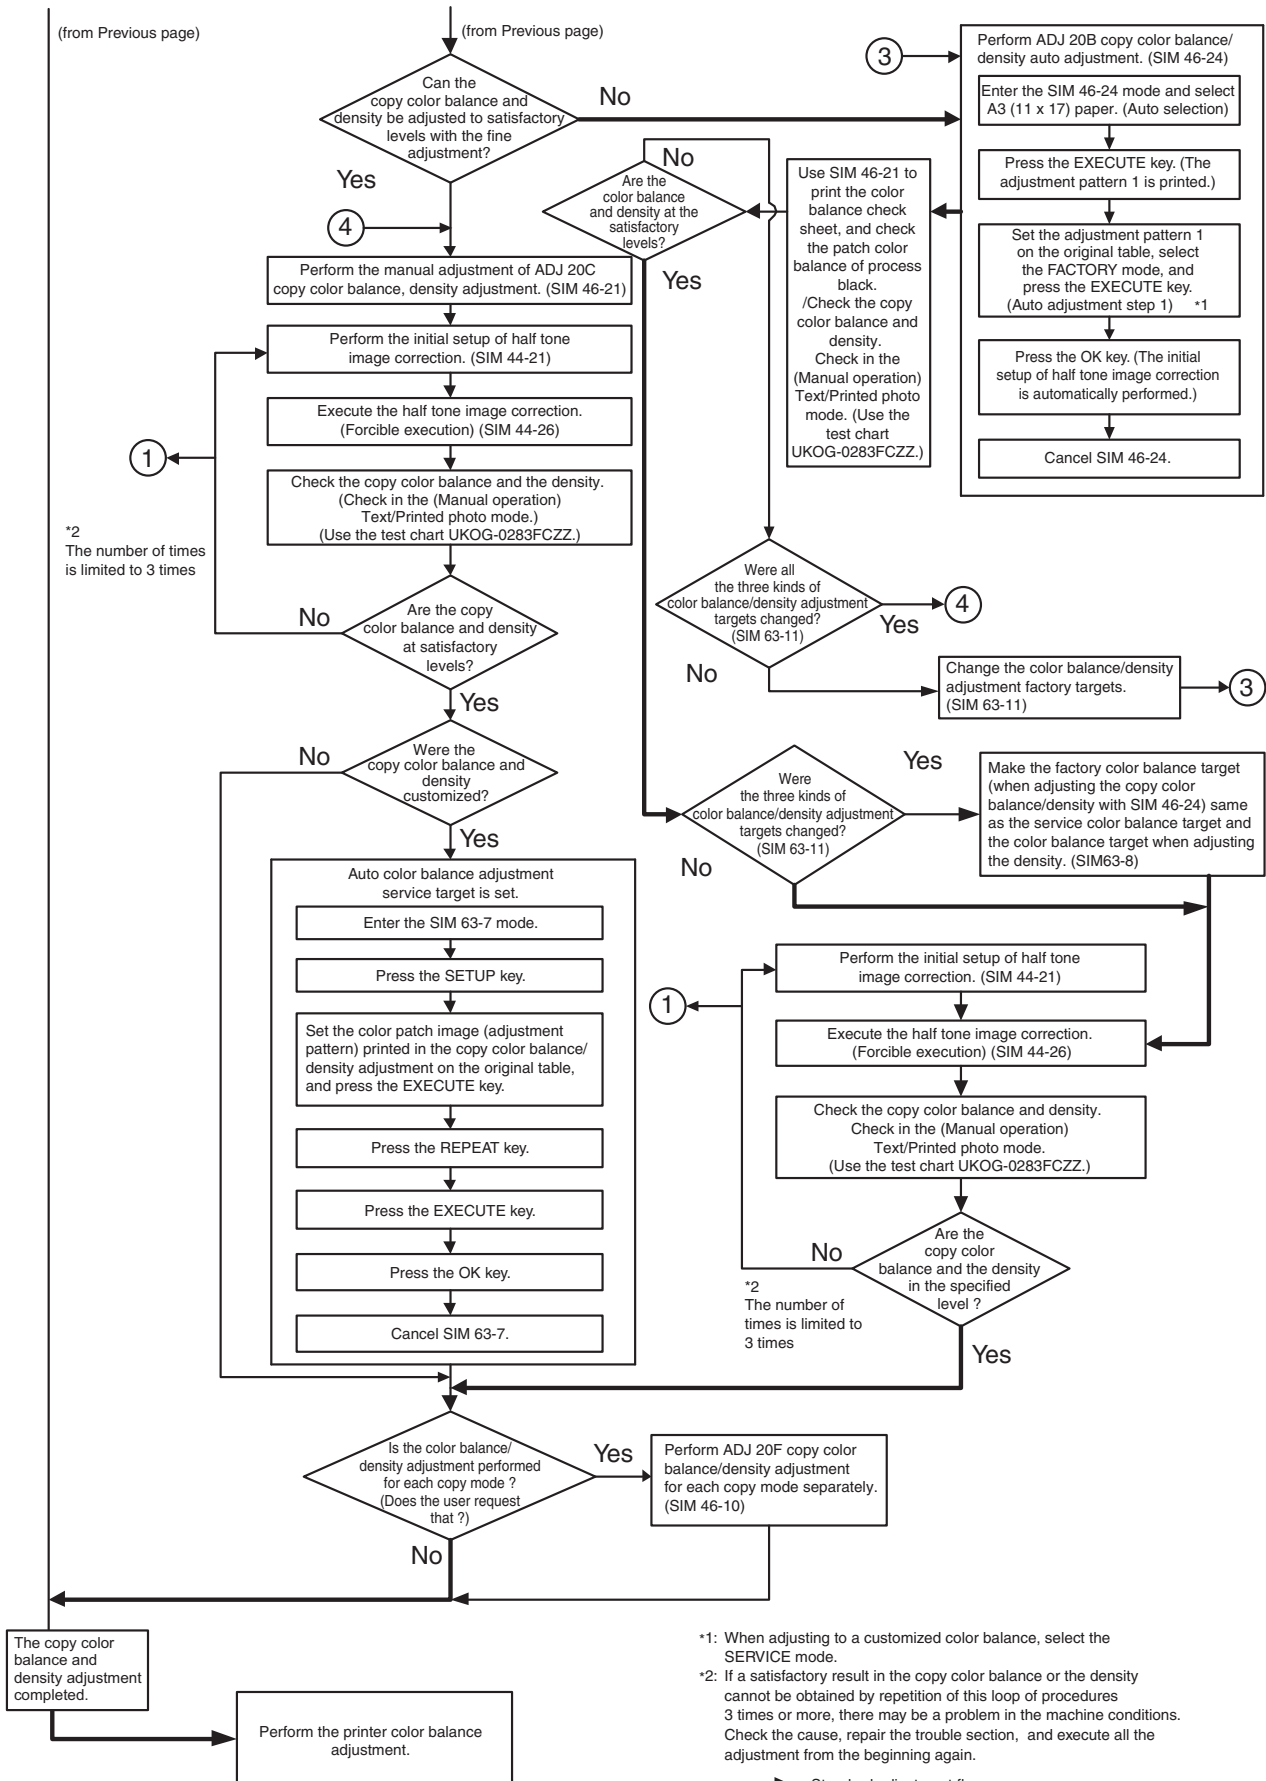 (from Previous page)
(from Previous page)
Can the
copy color balance and
density be adjusted to satisfactory
levels with the fine
adjustment?
No
Yes
4
3
Perform ADJ 20B copy color balance/
density auto adjustment. (SIM 46-24)
Enter the SIM 46-24 mode and select
A3 (11 x 17) paper. (Auto selection)
Press the EXECUTE key. (The
adjustment pattern 1 is printed.)
Set the adjustment pattern 1
on the original table, select
the FACTORY mode, and
press the EXECUTE key.
(Auto adjustment step 1) *1
Press the OK key. (The initial
setup of half tone image correction
is automatically performed.)
Cancel SIM 46-24.
Use SIM 46-21 to
print the color
balance check
sheet, and check
the patch color
balance of process
black.
/Check the copy
color balance and
density.
Check in the
(Manual operation)
Text/Printed photo
mode. (Use the
test chart
UKOG-0283FCZZ.)
No
Are the
color balance
and density at the
satisfactory
levels?
Yes
Perform the manual adjustment of ADJ 20C
copy color balance, density adjustment. (SIM 46-21)
Perform the initial setup of half tone
image correction. (SIM 44-21)
Execute the half tone image correction.
(Forcible execution) (SIM 44-26)
1
Check the copy color balance and the density.
(Check in the (Manual operation)
Text/Printed photo mode.)
(Use the test chart UKOG-0283FCZZ.)
*2
The number of times
is limited to 3 times
No
Are the copy
color balance and density
at satisfactory
levels?
Yes
Were all
the three kinds of
color balance/density adjustment
targets changed?
(SIM 63-11)
Yes
4
No
Change the color balance/density
adjustment factory targets.
(SIM 63-11)
3
No
Were the
copy color balance and
density
customized?
Yes
Were
the three kinds of
color balance/density adjustment
targets changed?
(SIM 63-11)
Yes
No
Make the factory color balance target
(when adjusting the copy color
balance/density with SIM 46-24) same
as the service color balance target and
the color balance target when adjusting
the density. (SIM63-8)
Auto color balance adjustment
service target is set.
Enter the SIM 63-7 mode.
Press the SETUP key.
Set the color patch image (adjustment
pattern) printed in the copy color balance/
density adjustment on the original table,
and press the EXECUTE key.
Press the REPEAT key.
Press the EXECUTE key.
Press the OK key.
Cancel SIM 63-7.
Perform the initial setup of half tone
image correction. (SIM 44-21)
1
Execute the half tone image correction.
(Forcible execution) (SIM 44-26)
Check the copy color balance and density.
Check in the (Manual operation)
Text/Printed photo mode.
(Use the test chart UKOG-0283FCZZ.)
No
Are the
copy color
balance and the density
in the specified
level ?
*2
The number of
times is limited to
3 times
Yes
Is the color balance/
density adjustment performed
for each copy mode ?
(Does the user request
that ?)
Yes
No
Perform ADJ 20F copy color
balance/density adjustment
for each copy mode separately.
(SIM 46-10)
The copy color
balance and
density adjustment
completed.
Perform the printer color balance
adjustment.
*1: When adjusting to a customized color balance, select the
SERVICE mode.
*2: If a satisfactory result in the copy color balance or the density
cannot be obtained by repetition of this loop of procedures
3 times or more, there may be a problem in the machine conditions.
Check the cause, repair the trouble section, and execute all the
adjustment from the beginning again.